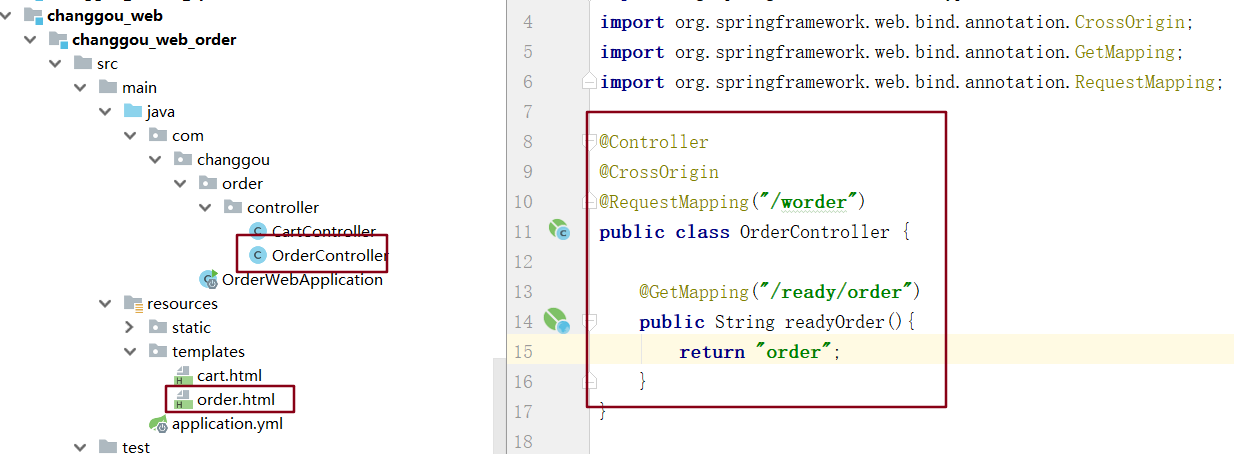 changgou_web
changgou_web_order
src
main
java
com
changgou
order
controller
CartController
OrderController
OrderWebApplication
resources
static
templates
cart.html
order.html
application.yml
test
4 import org.springframework.web.bind.annotation.CrossOrigin;
5 import org.springframework.web.bind.annotation.GetMapping;
6 import org.springframework.web.bind.annotation.RequestMapping;
7
8 @Controller
9 @CrossOrigin
10 @RequestMapping("/worder")
11 public class OrderController {
12
13 @GetMapping("/ready/order")
14 public String readyOrder(){
15 return "order";
16 }
17 }
18